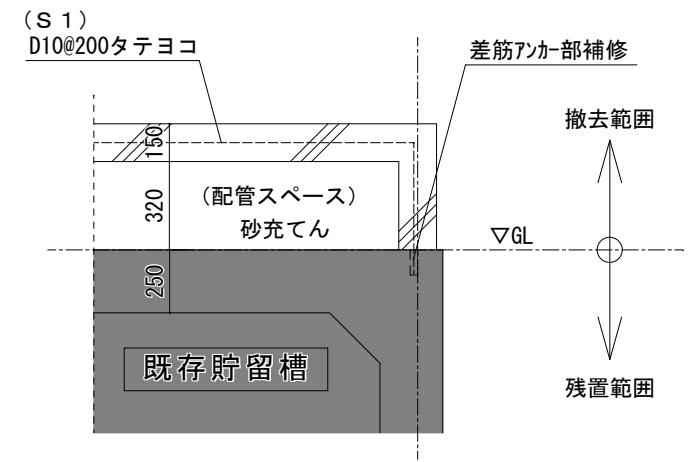 (Ｓ１)
D10@200タテヨコ
差筋ｱﾝｶｰ部補修
撤去範囲
150
320
(配管スペース)
砂充てん
▽GL
250
既存貯留槽
残置範囲